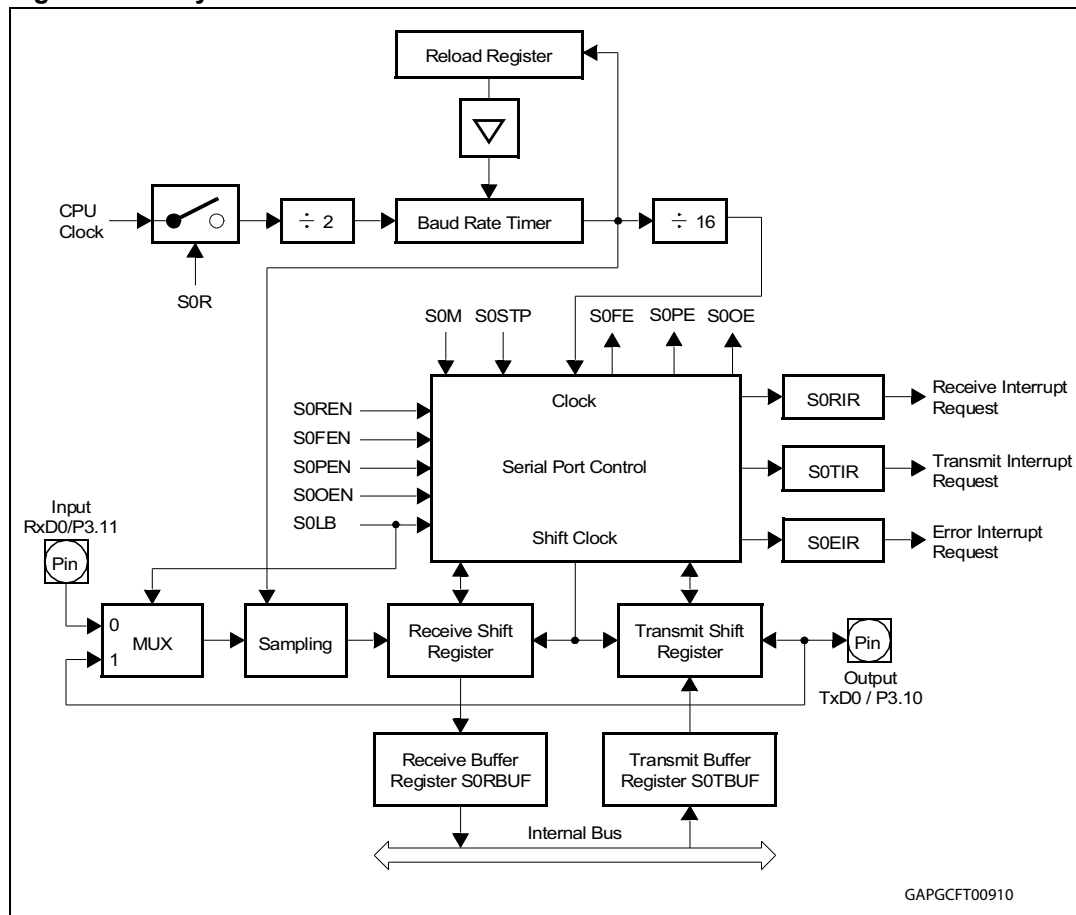 Reload Register
CPU
Clock
÷ 2
Baud Rate Timer
÷ 16
S0R
S0M
S0STP
S0FE
S0PE
S0OE
Clock
S0REN
S0FEN
S0PEN
S0OEN
S0LB
Serial Port Control
Shift Clock
S0RIR
Receive Interrupt
Request
S0TIR
Transmit Interrupt
Request
S0EIR
Error Interrupt
Request
Input
RxD0/P3.11
Pin
0
MUX
1
Sampling
Receive Shift
Register
Transmit Shift
Register
Pin
Output
TxD0 / P3.10
Receive Buffer
Register S0RBUF
Transmit Buffer
Register S0TBUF
Internal Bus
GAPGCFT00910